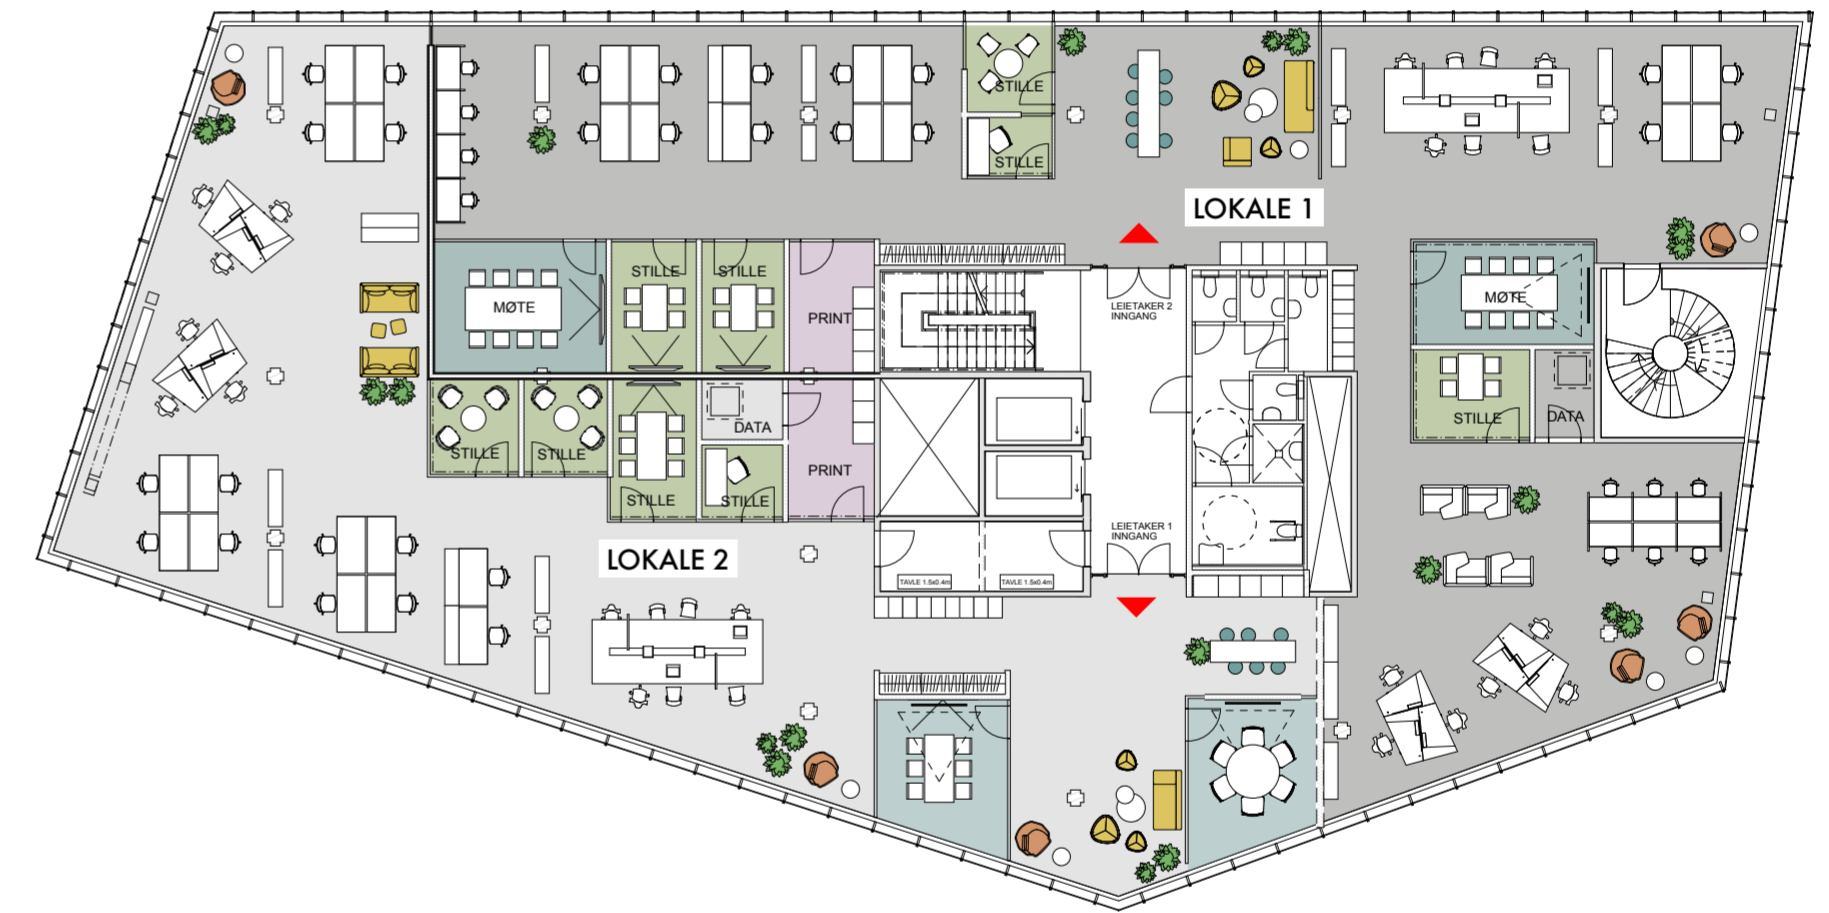 STILLE
STILLE
LOKALE 1
STILLE
STILLE
MØTE
PRINT
LEIETAKER 2
INNGANG
MØTE
STILLE
DATA
STILLE
STILLE
DATA
STILLE
STILLE
PRINT
LEIETAKER 1
INNGANG
LOKALE 2
TAVLE 1.5x0.4m
TAVLE 1.5x0.4m